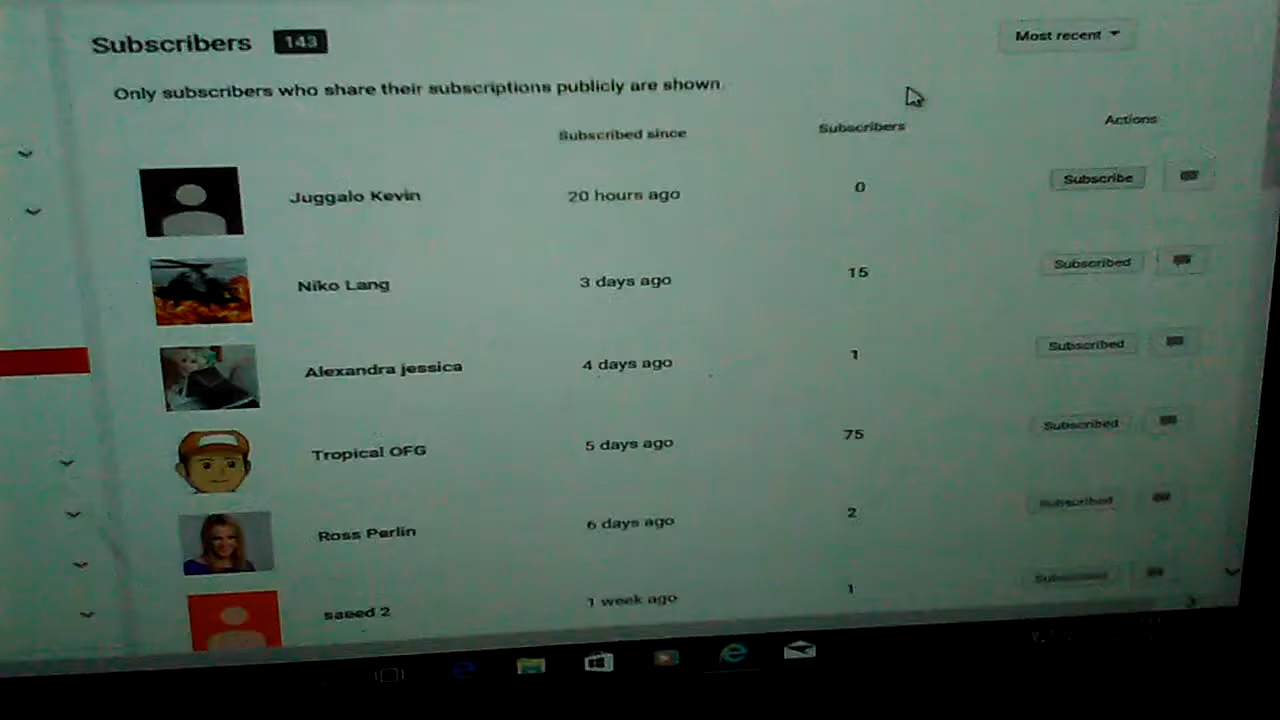 Subscribers 143
Most recent
Only subscribers who share their subscriptions publicly are shown.
Subscribed since Subscribers Actions
Juggalo Kevin 20 hours ago 0 Subscribe
Niko Lang 3 days ago 15 Subscribed
Alexandra jessica 4 days ago 1 Subscribed
Tropical OFG 5 days ago 75 Subscribed
Ross Perlin 6 days ago 2 Subscribed
saeed 2 1 week ago 1 Subscribed